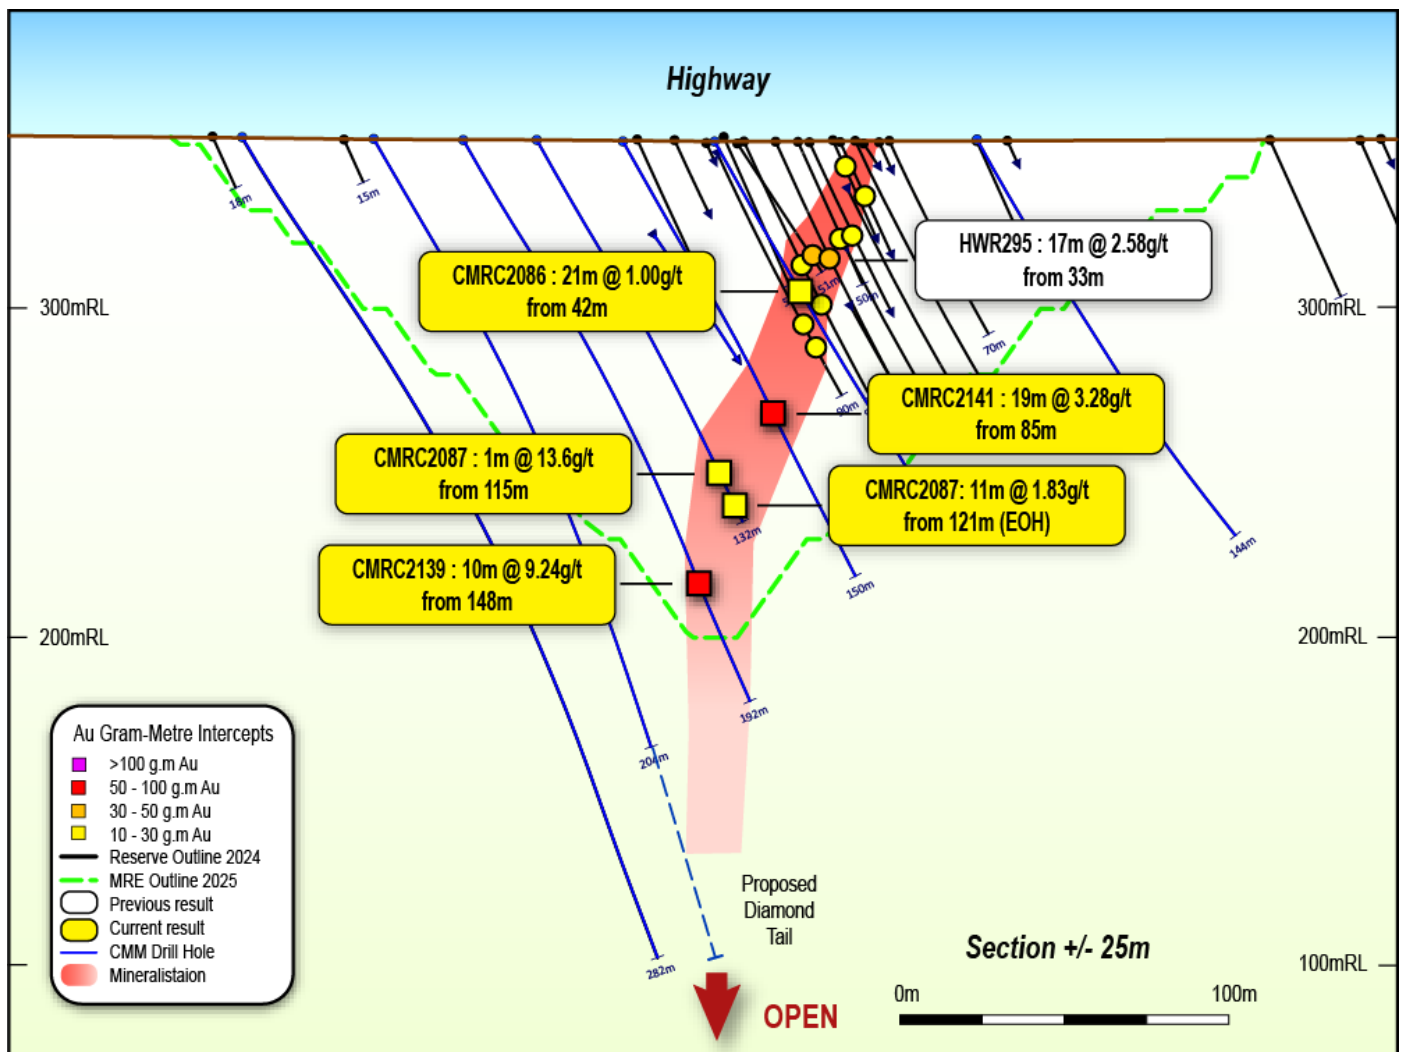 Highway
18m
15m
CMRC2086 : 21m @ 1.00g/t
from 42m
HWR295 : 17m @ 2.58g/t
from 33m
51m
50m
300mRL
300mRL
70m
90m
CMRC2141 : 19m @ 3.28g/t
from 85m
CMRC2087 : 1m @ 13.6g/t
from 115m
CMRC2087: 11m @ 1.83g/t
from 121m (EOH)
132m
144m
CMRC2139 : 10m @ 9.24g/t
from 148m
150m
200mRL
200mRL
192m
204m
282m
Au Gram-Metre Intercepts
>100 g.m Au
50 - 100 g.m Au
30 - 50 g.m Au
10 - 30 g.m Au
Reserve Outline 2024
MRE Outline 2025
Previous result
Current result
CMM Drill Hole
Mineralistaion
Proposed
Diamond
Tail
Section +/- 25m
100mRL
0m
100m
OPEN